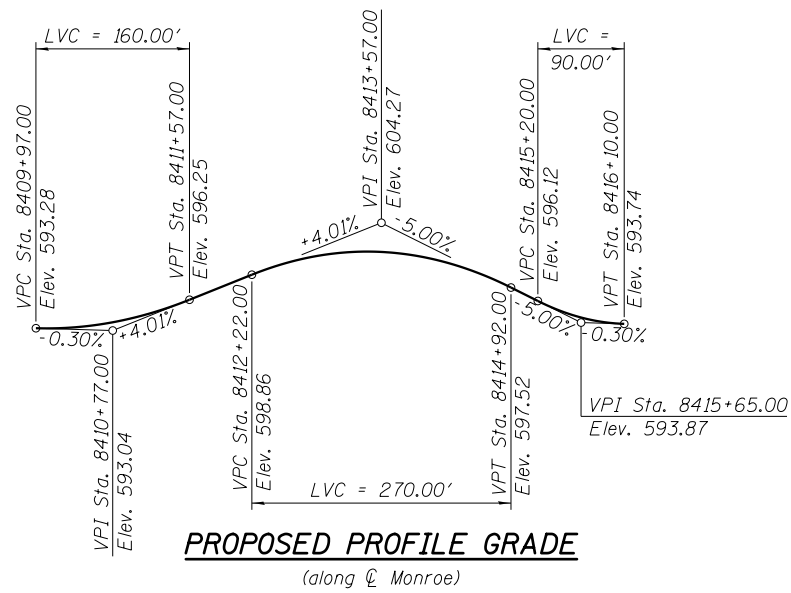 LVC = 160.00'
VPC Sta. 8409+97.00
Elev. 593.28
VPT Sta. 8411+57.00
Elev. 596.25
VPI Sta. 8413+57.00
Elev. 604.27
LVC =
90.00'
VPC Sta. 8415+20.00
Elev. 596.12
VPT Sta. 8416+10.00
Elev. 593.74
+4.01%
-5.00%
-0.30%
+4.01%
-5.00%
-0.30%
VPI Sta. 8410+77.00
Elev. 593.04
VPC Sta. 8412+22.00
Elev. 598.86
VPT Sta. 8414+92.00
Elev. 597.52
VPI Sta. 8415+65.00
Elev. 593.87
LVC = 270.00'
PROPOSED PROFILE GRADE
(along ℄ Monroe)